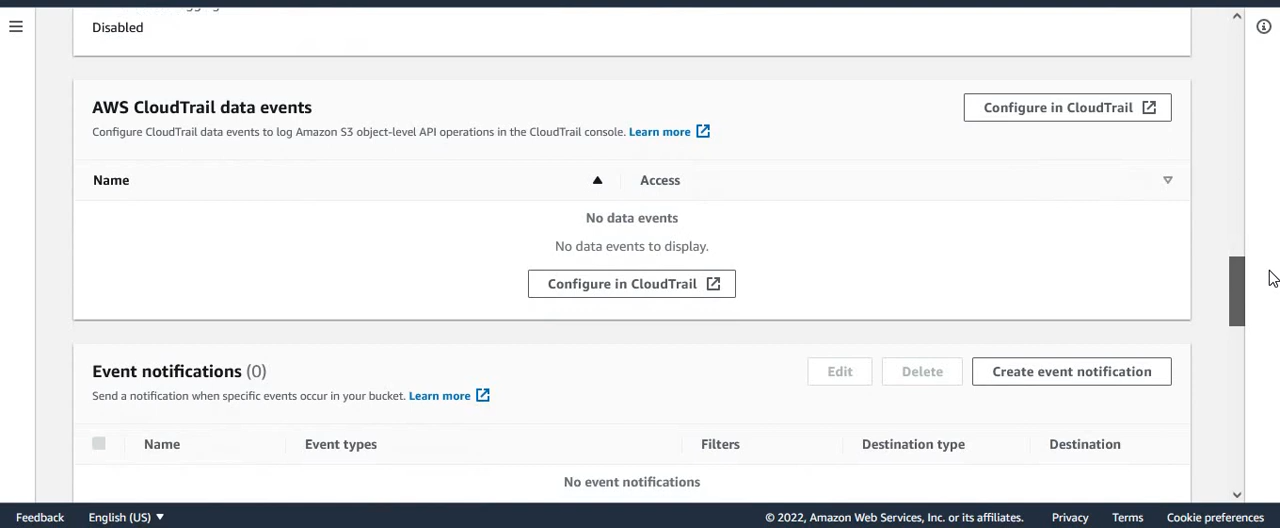 Disabled
AWS CloudTrail data events
Configure in CloudTrail
Configure CloudTrail data events to log Amazon S3 object-level API operations in the CloudTrail console. Learn more
Name Access
No data events
No data events to display.
Configure in CloudTrail
Event notifications (0)
Edit Delete Create event notification
Send a notification when specific events occur in your bucket. Learn more
Name Event types Filters Destination type Destination
No event notifications
Feedback English (US) © 2022, Amazon Web Services, Inc. or its affiliates. Privacy Terms Cookie preferences